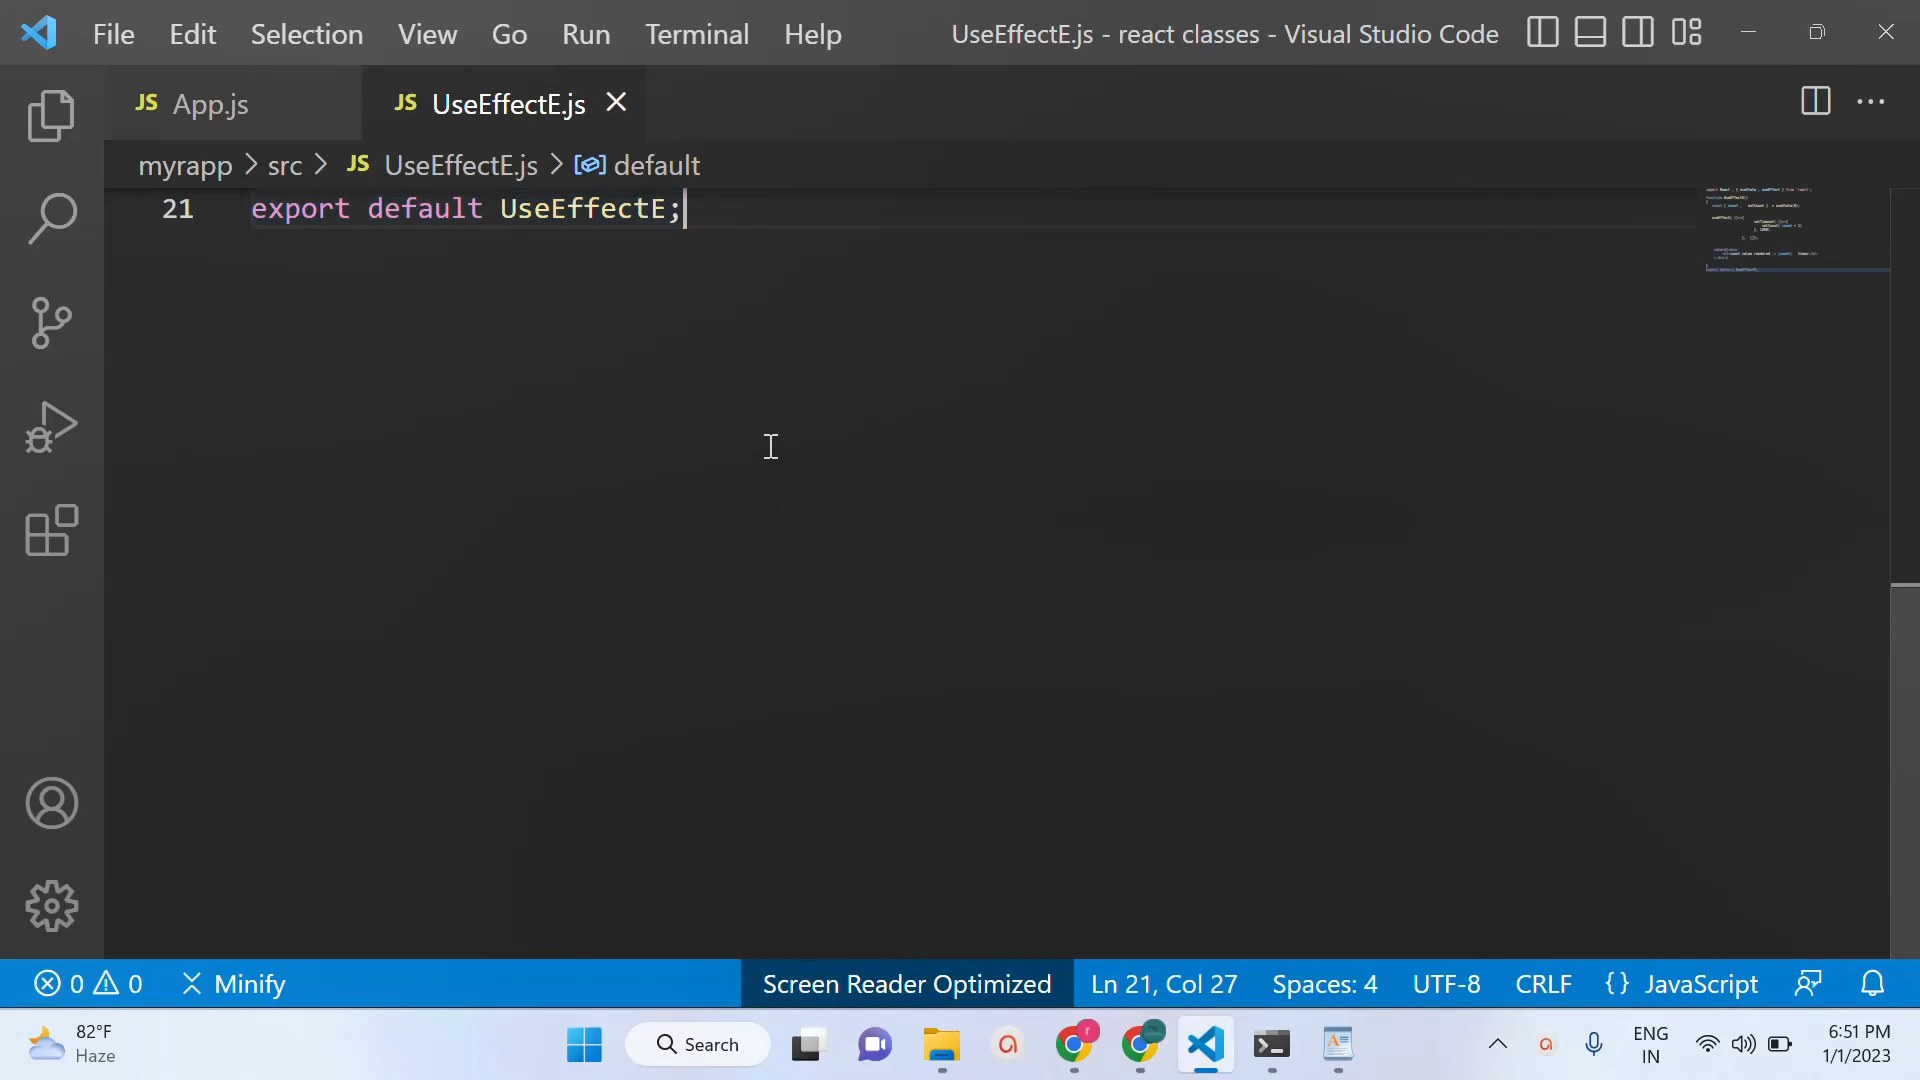 File Edit Selection View Go Run Terminal Help UseEffectE.js - react classes - Visual Studio Code
JS App.js JS UseEffectE.js
myrapp > src > JS UseEffectE.js > default
21 export default UseEffectE;
0 0 Minify Screen Reader Optimized Ln 21, Col 27 Spaces: 4 UTF-8 CRLF {} JavaScript
82°F
Haze
Search
ENG
IN
6:51 PM
1/1/2023